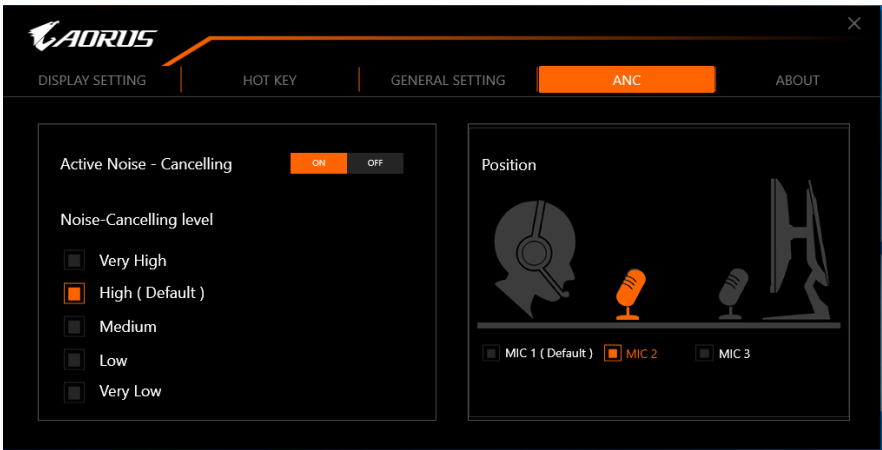 AORUS
DISPLAY SETTING HOT KEY GENERAL SETTING ANC ABOUT
Active Noise - Cancelling ON OFF
Noise-Cancelling level
Very High
High ( Default )
Medium
Low
Very Low
Position
MIC 1 ( Default ) MIC 2 MIC 3